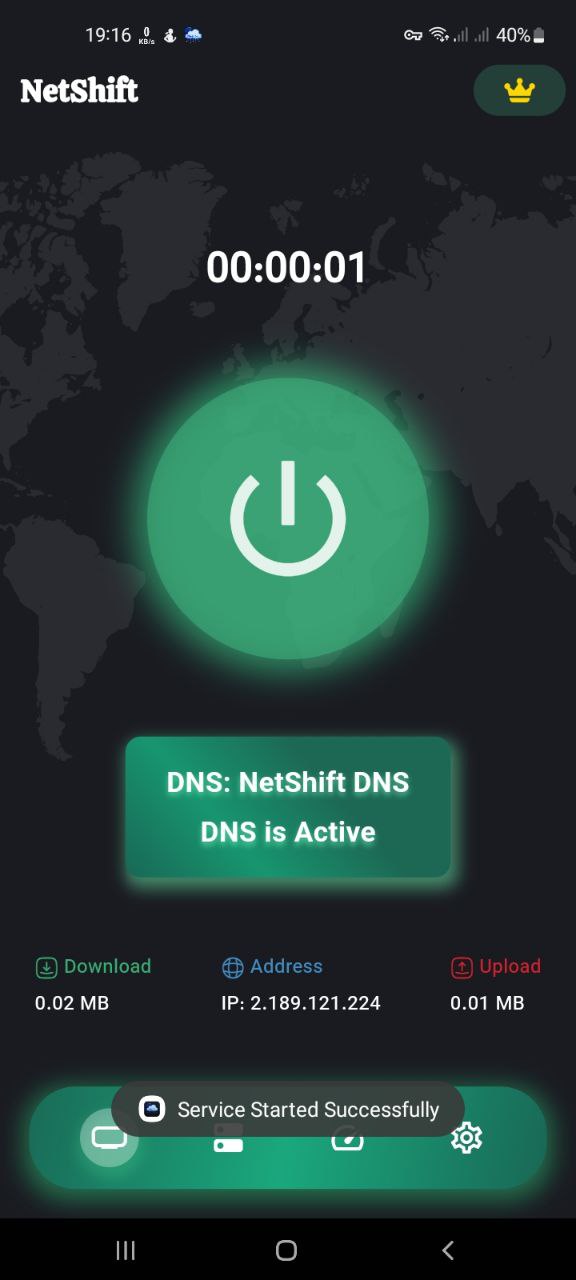 19:16 0 KB/s 40%
NetShift
00:00:01
DNS: NetShift DNS
DNS is Active
Download Address Upload
0.02 MB IP: 2.189.121.224 0.01 MB
Service Started Successfully